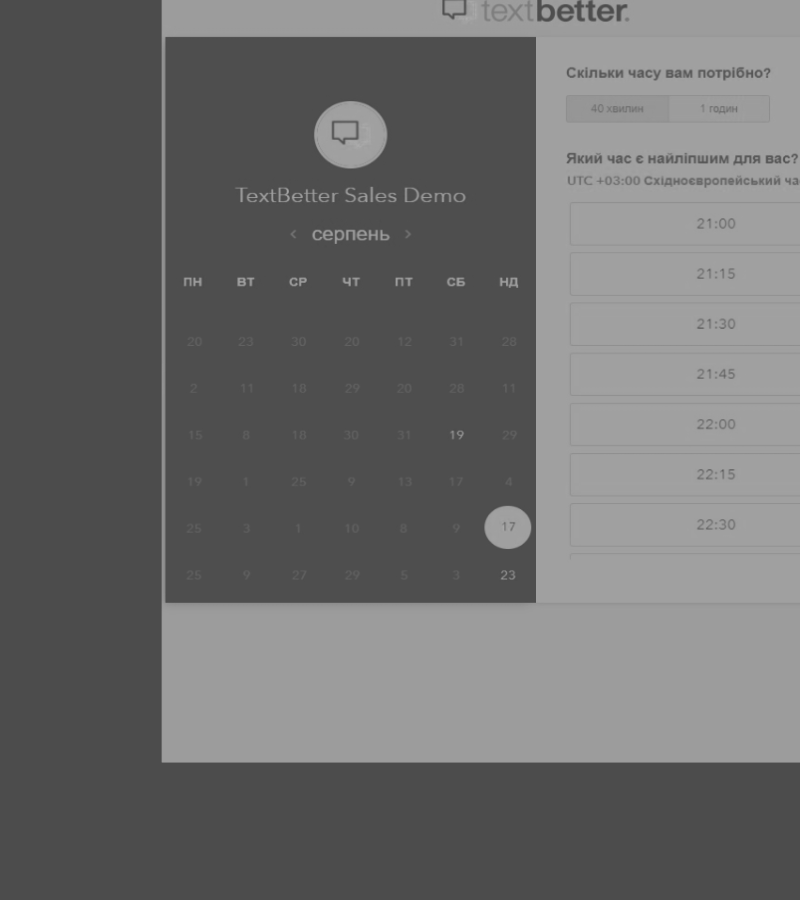 textbetter.
TextBetter Sales Demo
‹ серпень ›
ПН ВТ СР ЧТ ПТ СБ НД
20 23 30 20 12 31 28
2 11 18 29 20 28 11
15 8 18 30 31 19 29
19 1 25 9 13 17 4
25 3 1 10 8 9 17
25 9 27 29 5 3 23
Скільки часу вам потрібно?
40 хвилин 1 годин
Який час є найліпшим для вас?
UTC +03:00 Східноєвропейський ча
21:00
21:15
21:30
21:45
22:00
22:15
22:30